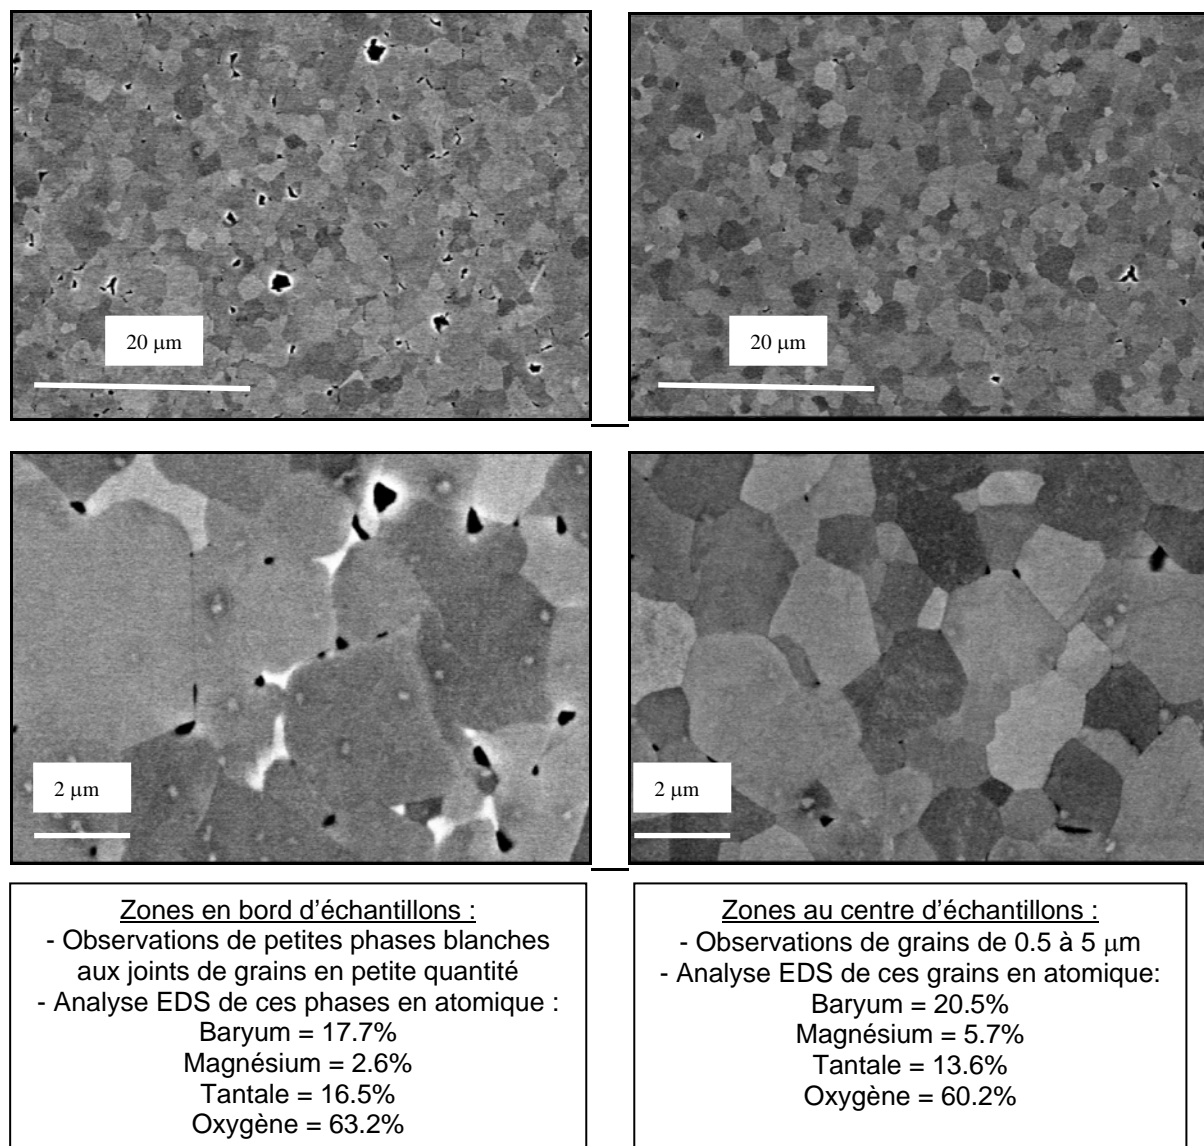 20 μm
20 μm
2 μm
2 μm
Zones en bord d'échantillons :
- Observations de petites phases blanches
aux joints de grains en petite quantité
- Analyse EDS de ces phases en atomique :
Baryum = 17.7%
Magnésium = 2.6%
Tantale = 16.5%
Oxygène = 63.2%
Zones au centre d'échantillons :
- Observations de grains de 0.5 à 5 μm
- Analyse EDS de ces grains en atomique:
Baryum = 20.5%
Magnésium = 5.7%
Tantale = 13.6%
Oxygène = 60.2%